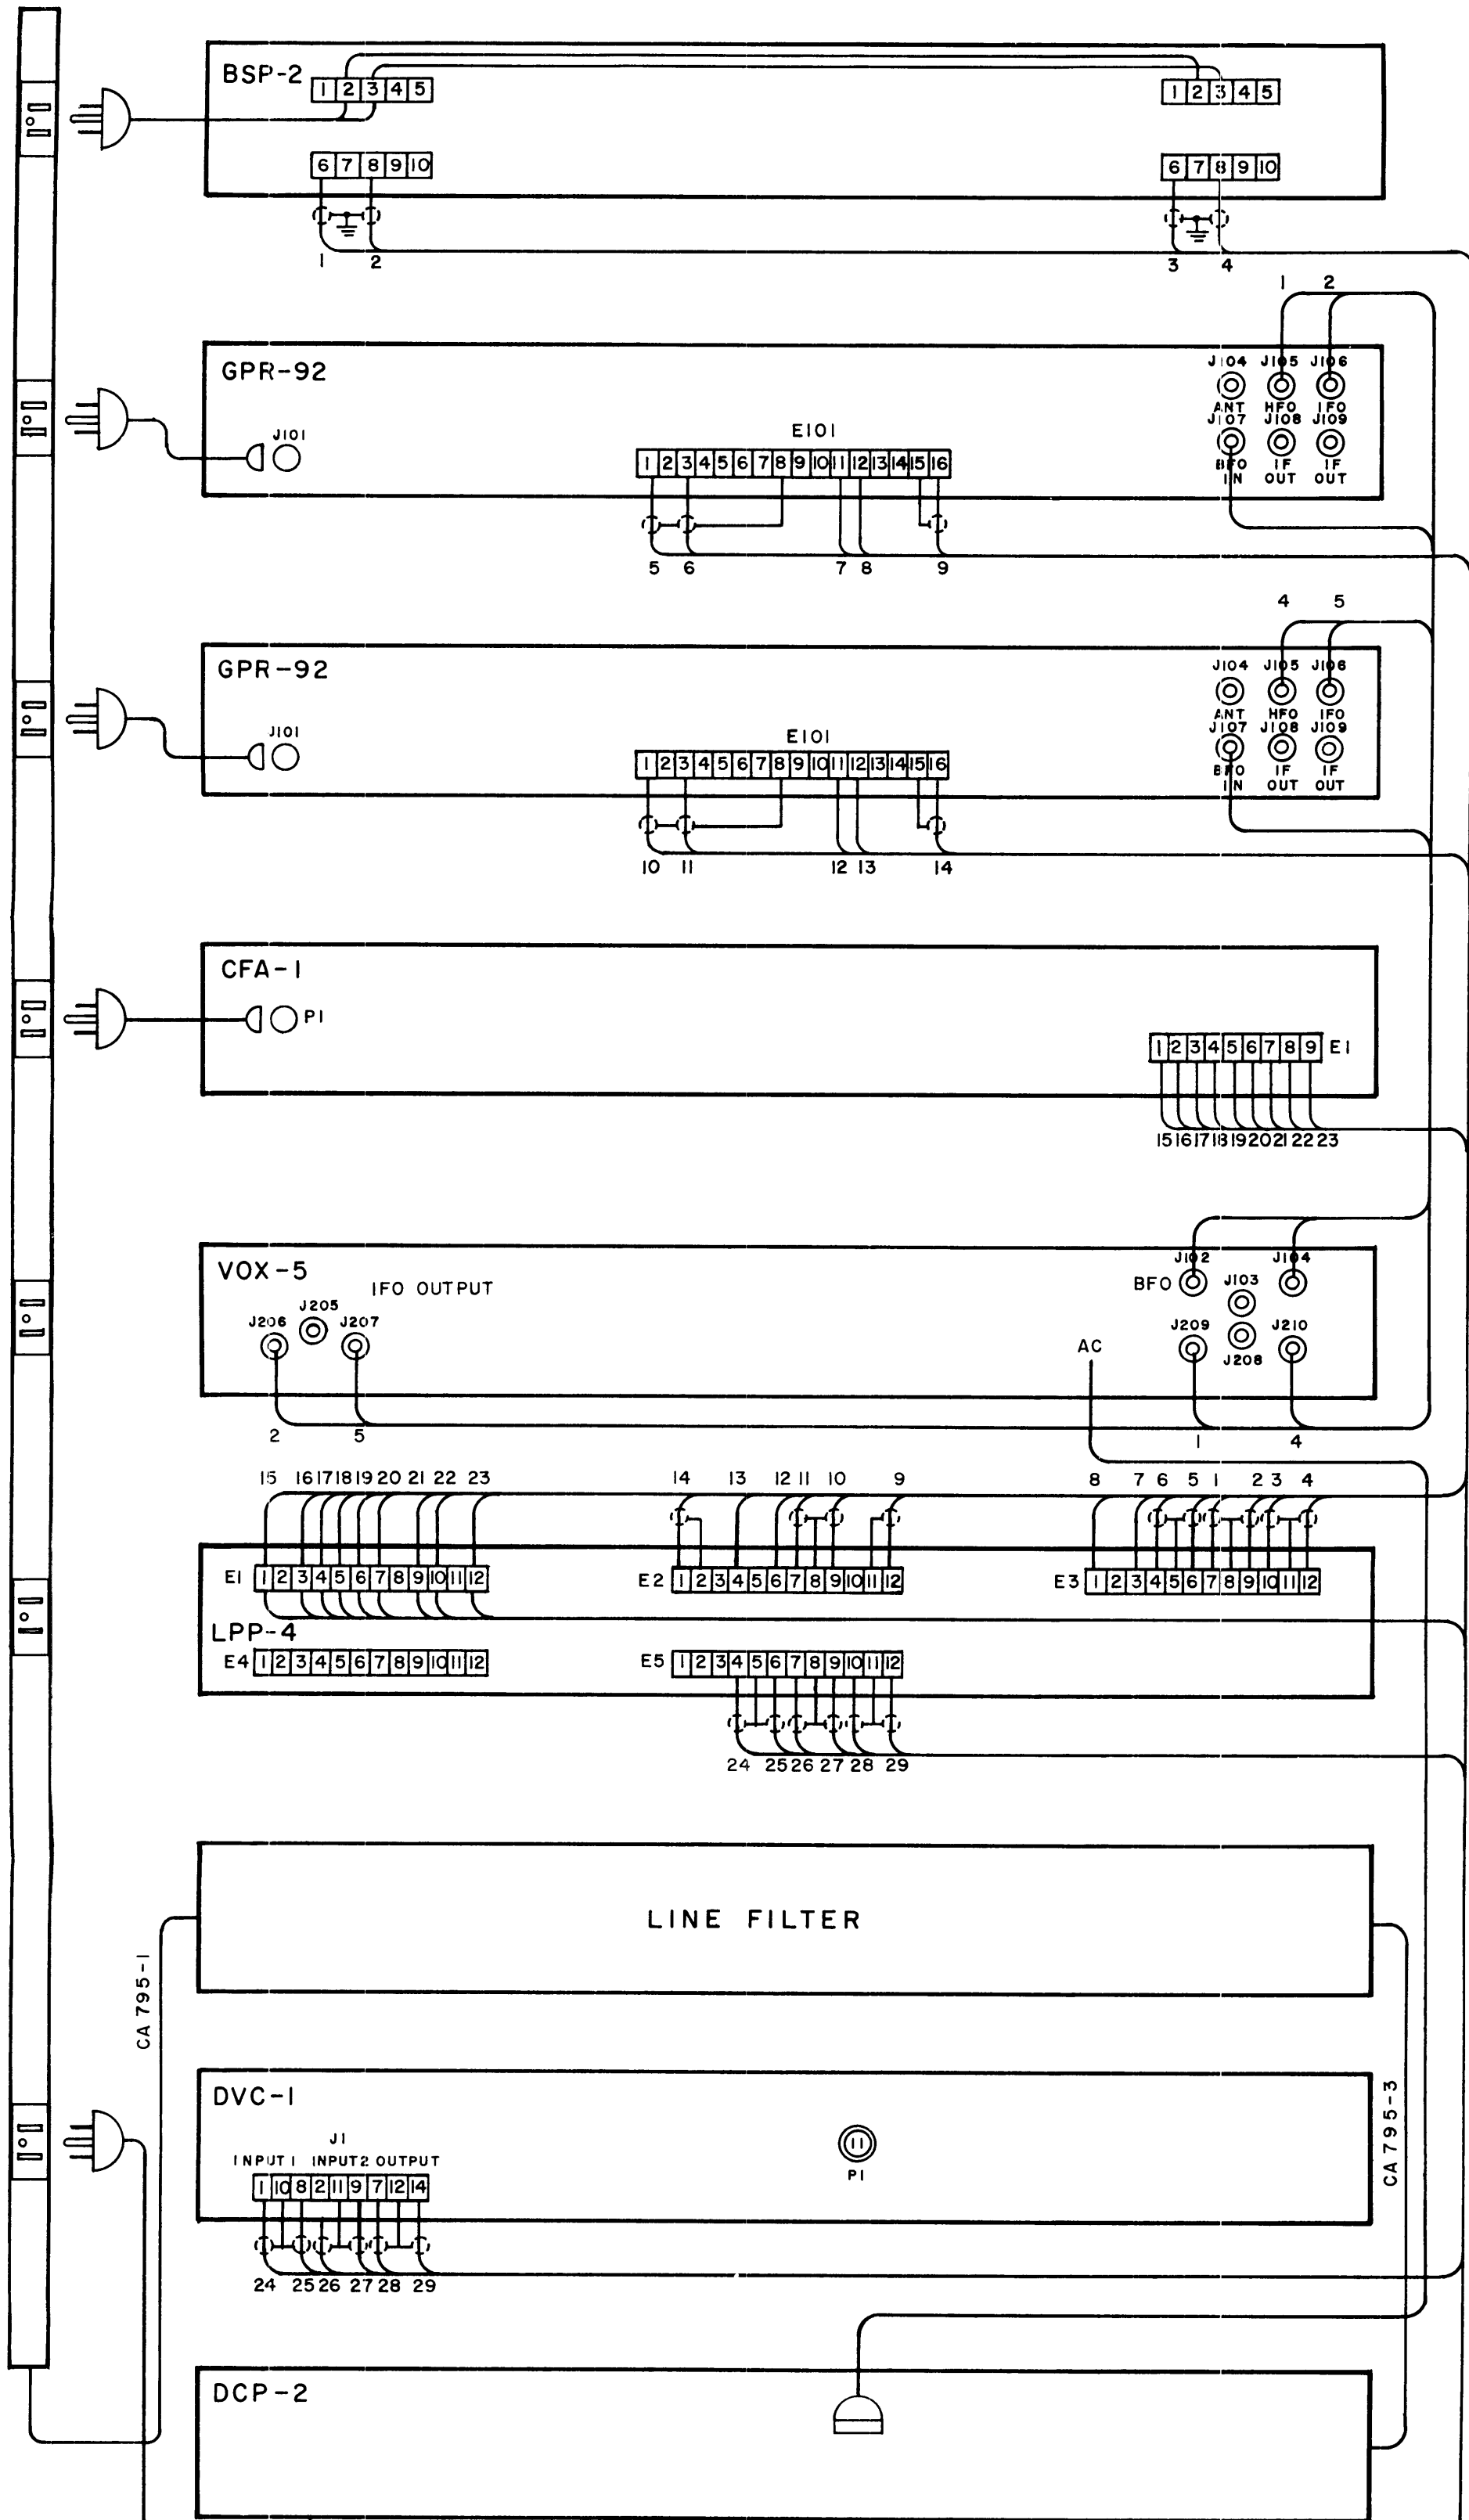 BSP-2
1 2 3 4 5
1 2 3 4 5
6 7 8 9 10
6 7 8 9 10
1 2 3 4
1 2
GPR-92
J104 J105 J106
ANT HFO IFO
J107 J108 J109
BFO IF IF
IN OUT OUT
J101
E101
1 2 3 4 5 6 7 8 9 10 11 12 13 14 15 16
5 6 7 8 9
4 5
GPR-92
J104 J105 J106
ANT HFO IFO
J107 J108 J109
BFO IF IF
IN OUT OUT
J101
E101
1 2 3 4 5 6 7 8 9 10 11 12 13 14 15 16
10 11 12 13 14
CFA-1
P1
1 2 3 4 5 6 7 8 9 E1
15 16 17 18 19 20 21 22 23
VOX-5
IFO OUTPUT
J205
J206 J207
J102 J104
BFO J103
J209 J210
J208
AC
2 5 1 4
15 16 17 18 19 20 21 22 23
14 13 12 11 10 9
8 7 6 5 1 2 3 4
E1 1 2 3 4 5 6 7 8 9 10 11 12
E2 1 2 3 4 5 6 7 8 9 10 11 12
E3 1 2 3 4 5 6 7 8 9 10 11 12
LPP-4
E4 1 2 3 4 5 6 7 8 9 10 11 12
E5 1 2 3 4 5 6 7 8 9 10 11 12
24 25 26 27 28 29
LINE FILTER
CA 795-1
CA 795-3
DVC-1
J1
INPUT 1 INPUT 2 OUTPUT
1 10 8 2 11 9 7 12 14
P1
24 25 26 27 28 29
DCP-2